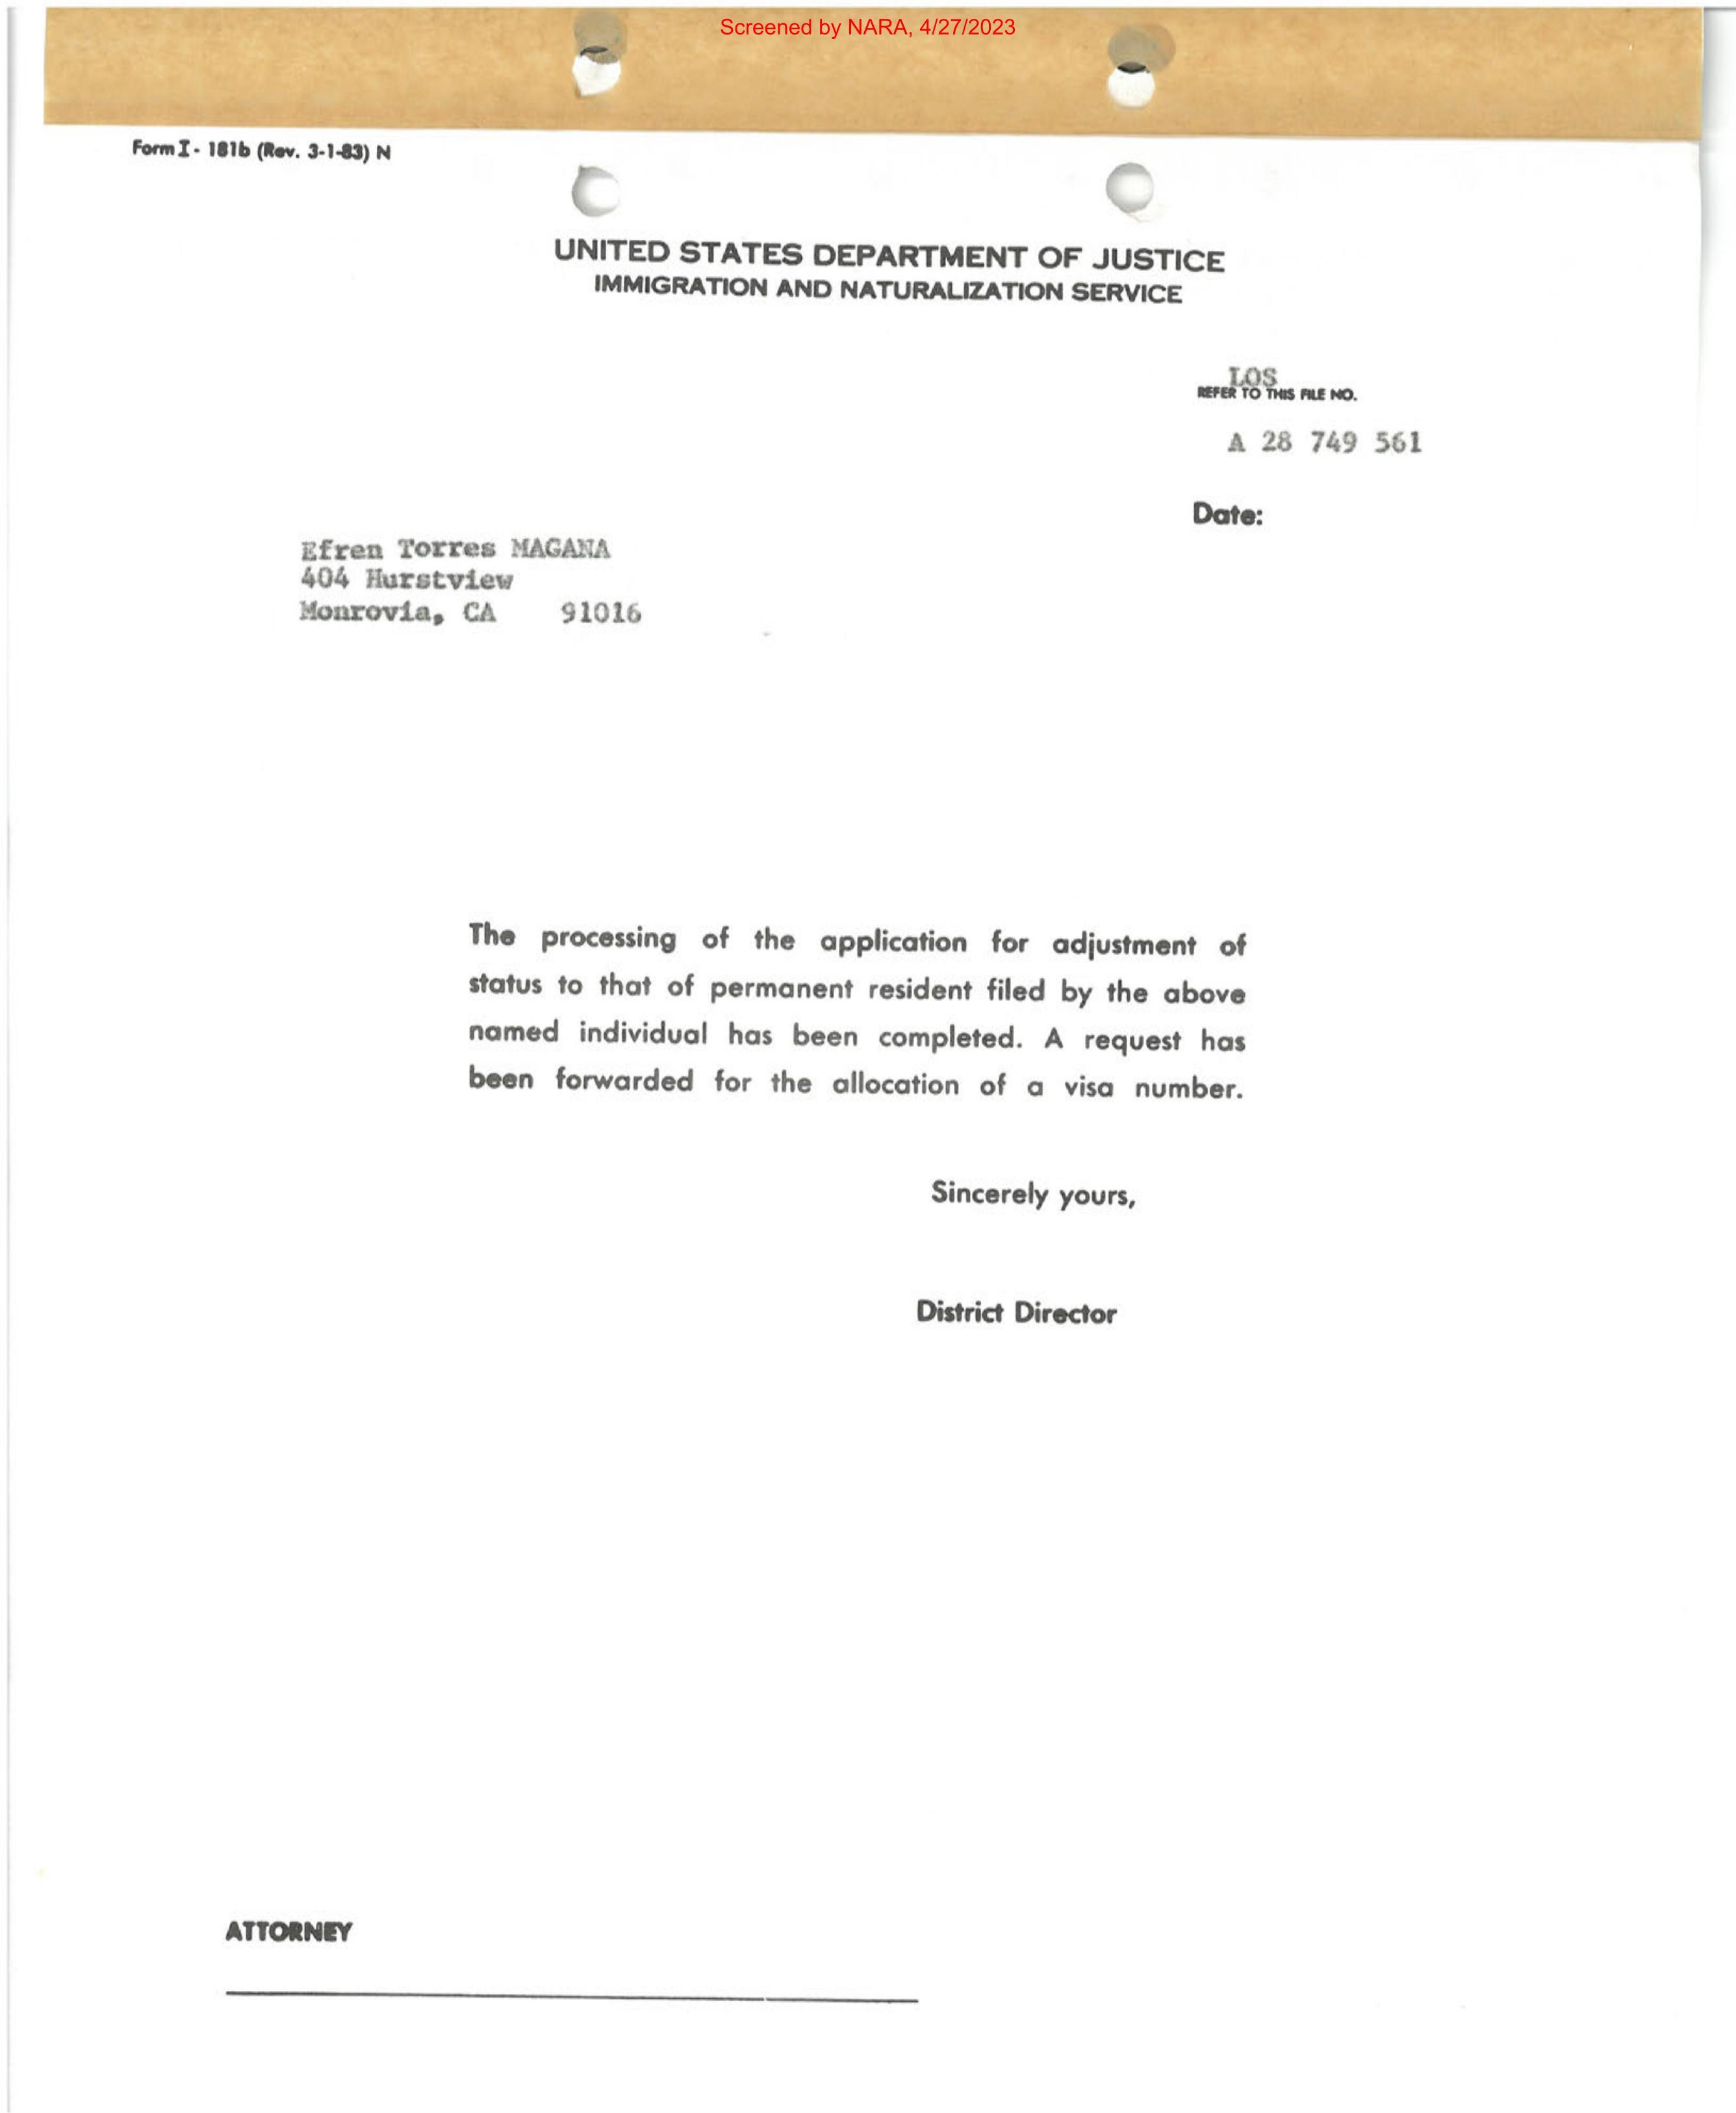 Screened by NARA, 4/27/2023
Form I - 181b (Rev. 3-1-83) N
UNITED STATES DEPARTMENT OF JUSTICE
IMMIGRATION AND NATURALIZATION SERVICE
LOS
REFER TO THIS FILE NO.
A 28 749 561
Date:
Efren Torres MAGANA
404 Hurstview
Monrovia, CA 91016
The processing of the application for adjustment of
status to that of permanent resident filed by the above
named individual has been completed. A request has
been forwarded for the allocation of a visa number.
Sincerely yours,
District Director
ATTORNEY